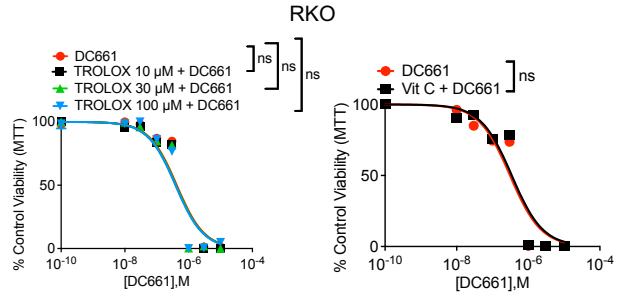 RKO
DC661
TROLOX 10 µM + DC661
TROLOX 30 µM + DC661
TROLOX 100 µM + DC661
ns
ns
ns
% Control Viability (MTT)
100
50
0
10⁻¹⁰
10⁻⁸
10⁻⁶
10⁻⁴
[DC661],M
DC661
Vit C + DC661
ns
% Control Viability (MTT)
100
50
0
10⁻¹⁰
10⁻⁸
10⁻⁶
10⁻⁴
[DC661],M